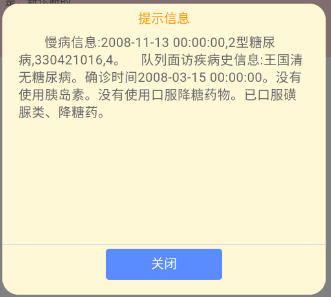 提示信息
慢病信息:2008-11-13 00:00:00,2型糖尿
病,330421016,4。 队列面访疾病史信息:王国清
无糖尿病。确诊时间2008-03-15 00:00:00。没有
使用胰岛素。没有使用口服降糖药物。已口服磺
脲类、降糖药。
关闭